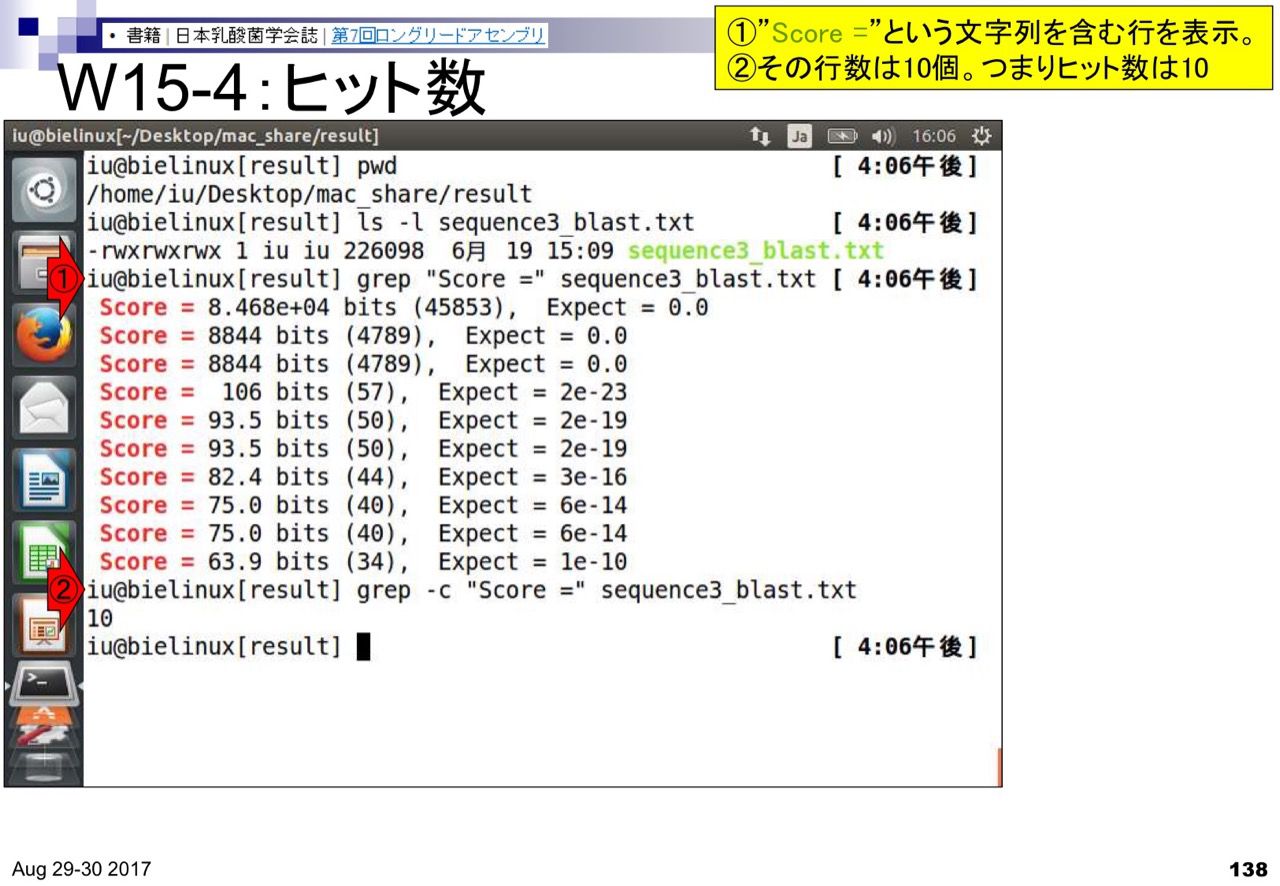 • 書籍 | 日本乳酸菌学会誌 | 第7回ロングリードアセンブリ
①”Score =”という文字列を含む行を表示。
②その行数は10個。つまりヒット数は10
W15-4：ヒット数
iu@bielinux[~/Desktop/mac_share/result] Ja 16:06
iu@bielinux[result] pwd [ 4:06午後]
/home/iu/Desktop/mac_share/result
iu@bielinux[result] ls -l sequence3_blast.txt [ 4:06午後]
-rwxrwxrwx 1 iu iu 226098 6月 19 15:09 sequence3_blast.txt
① iu@bielinux[result] grep "Score =" sequence3_blast.txt [ 4:06午後]
Score = 8.468e+04 bits (45853), Expect = 0.0
Score = 8844 bits (4789), Expect = 0.0
Score = 8844 bits (4789), Expect = 0.0
Score = 106 bits (57), Expect = 2e-23
Score = 93.5 bits (50), Expect = 2e-19
Score = 93.5 bits (50), Expect = 2e-19
Score = 82.4 bits (44), Expect = 3e-16
Score = 75.0 bits (40), Expect = 6e-14
Score = 75.0 bits (40), Expect = 6e-14
Score = 63.9 bits (34), Expect = 1e-10
② iu@bielinux[result] grep -c "Score =" sequence3_blast.txt
10
iu@bielinux[result] [ 4:06午後]
Aug 29-30 2017
138